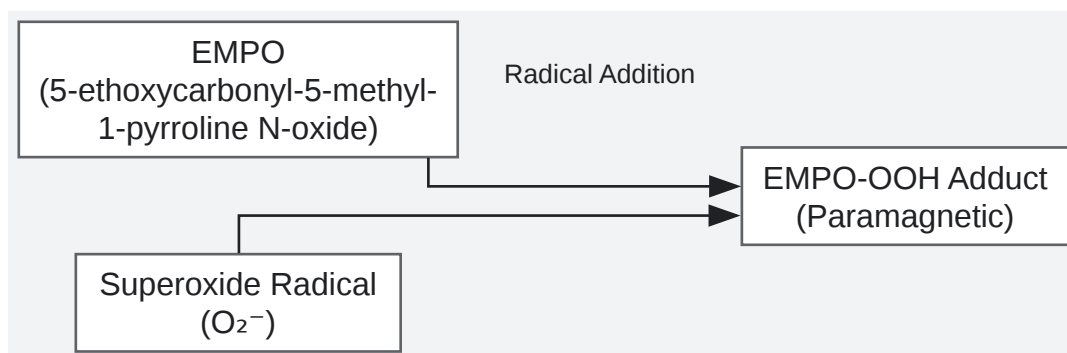 EMPO
(5-ethoxycarbonyl-5-methyl-
1-pyrroline N-oxide)
Radical Addition
EMPO-OOH Adduct
(Paramagnetic)
Superoxide Radical
(O₂⁻)